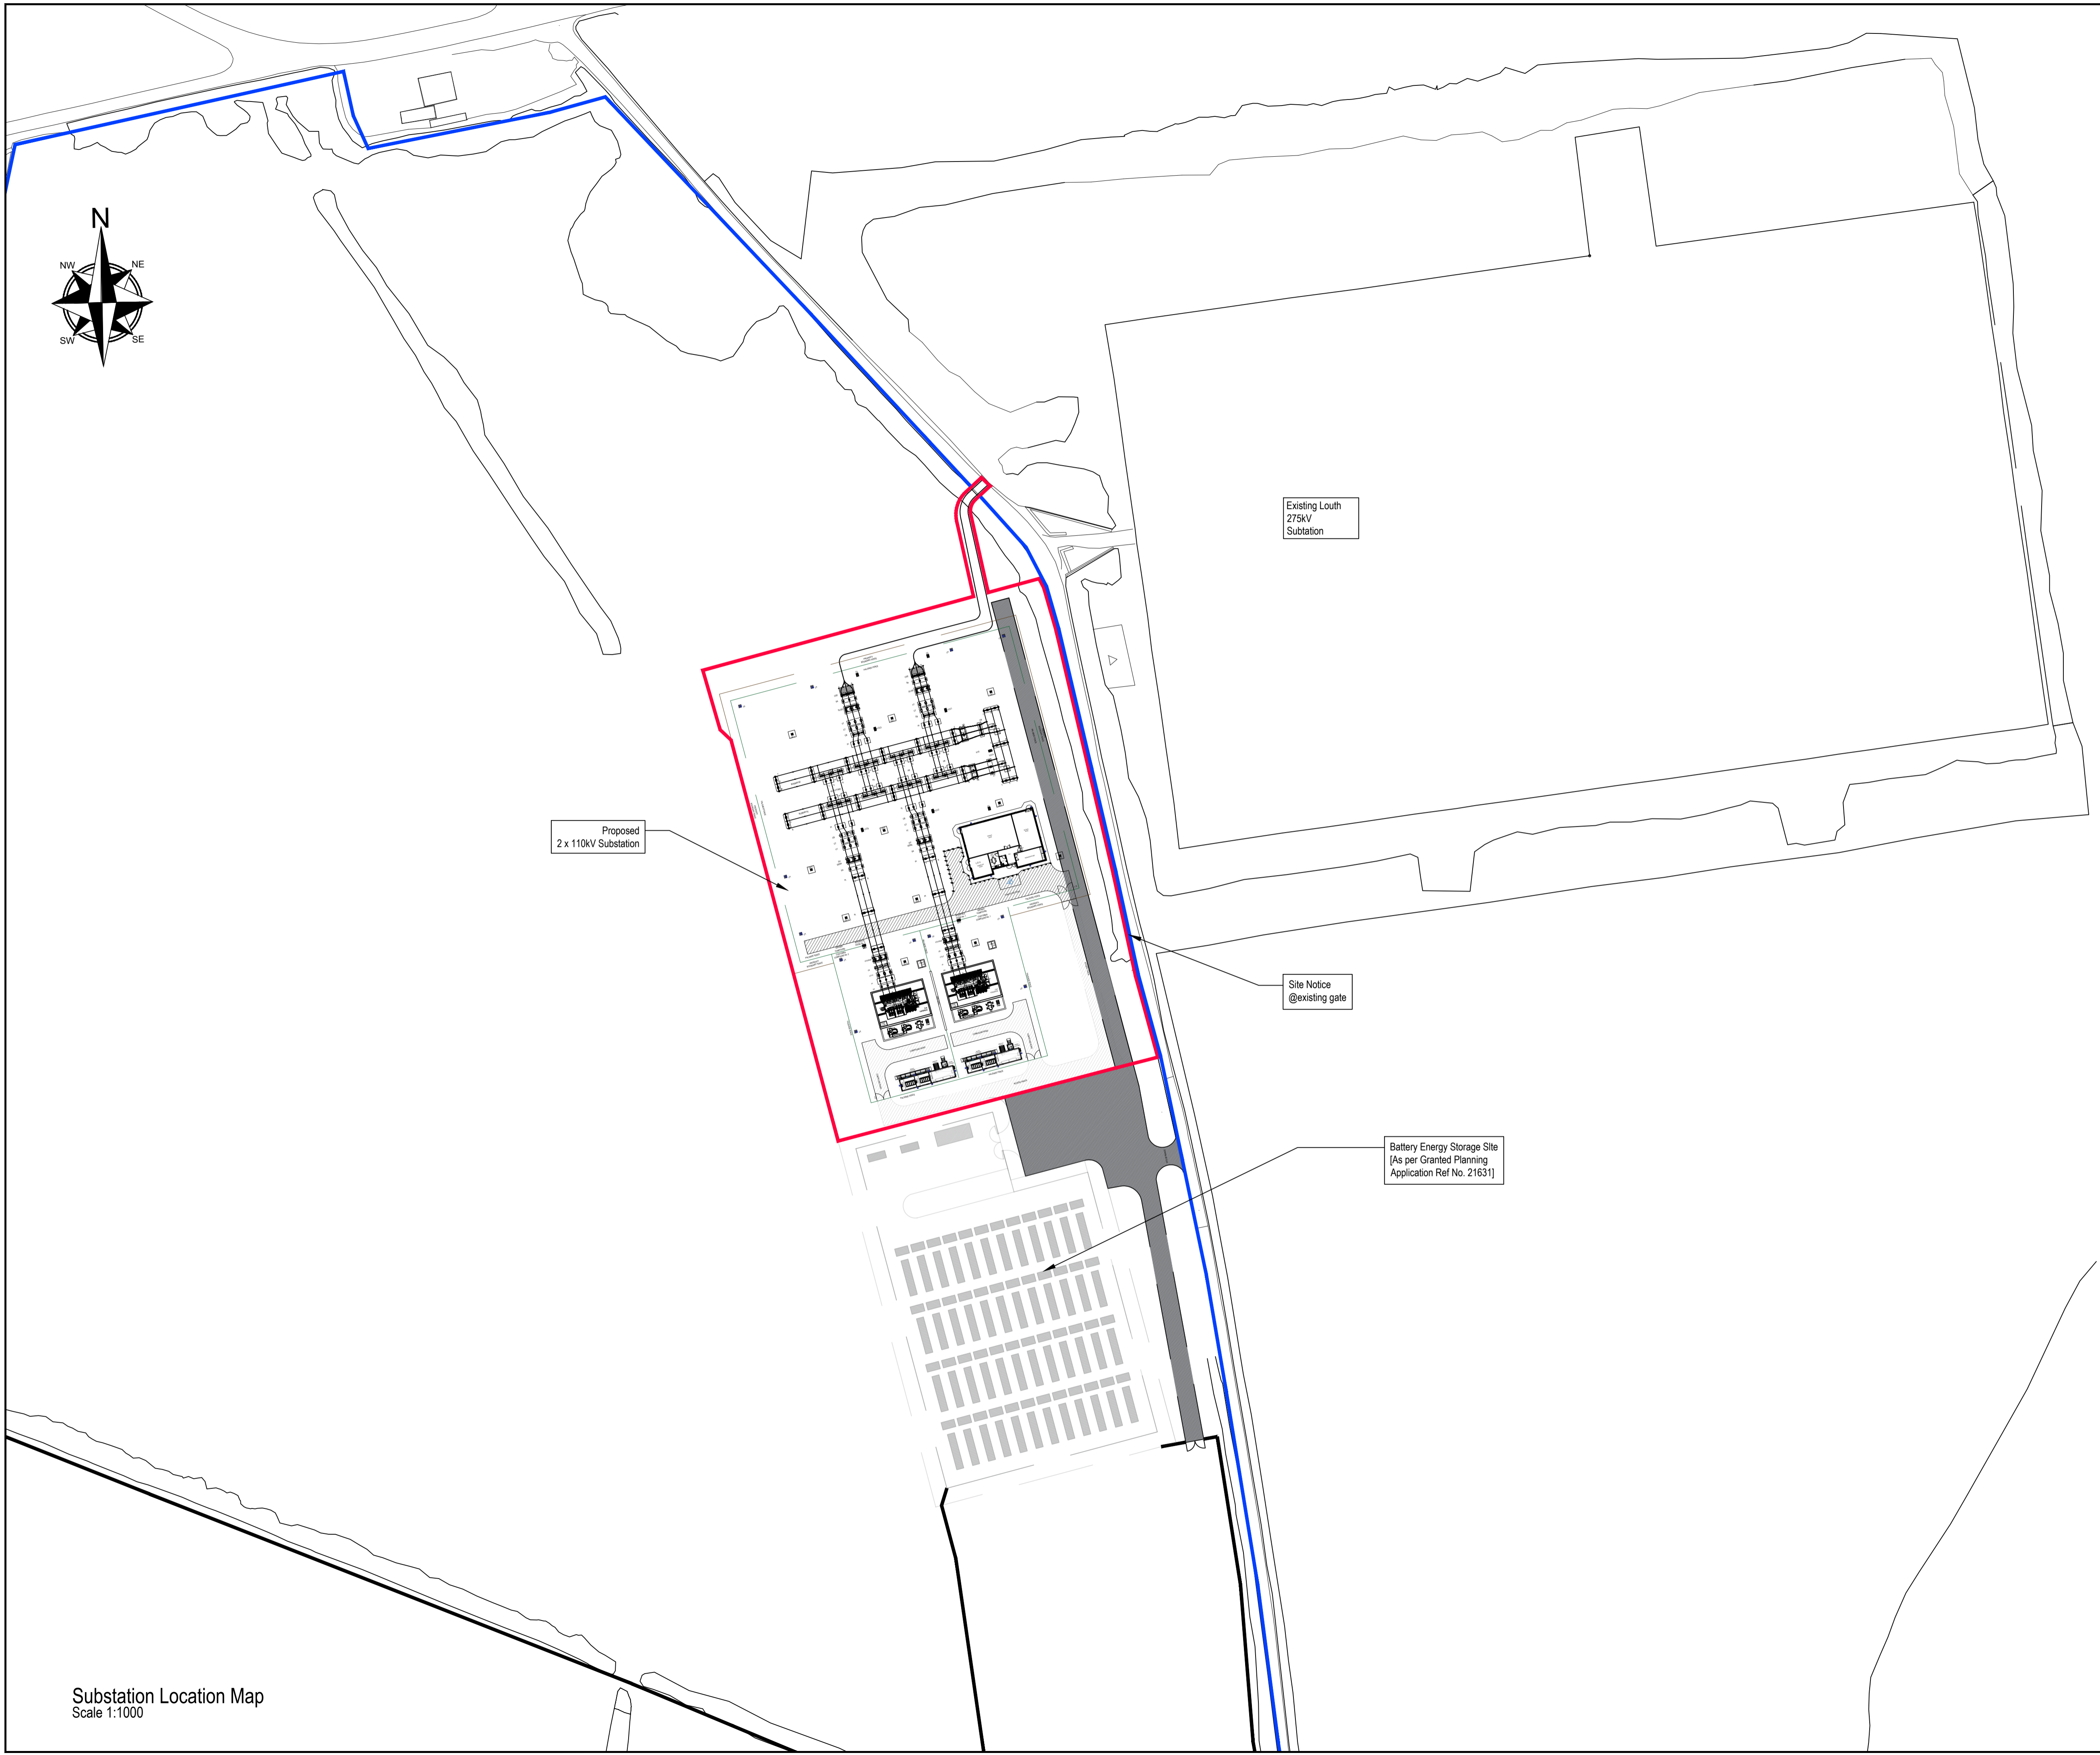 N
NW
NE
SW
SE
Existing Louth
275kV
Subtation
Proposed
2 x 110kV Substation
Site Notice
@existing gate
Battery Energy Storage SIte
[As per Granted Planning
Application Ref No. 21631]
Substation Location Map
Scale 1:1000